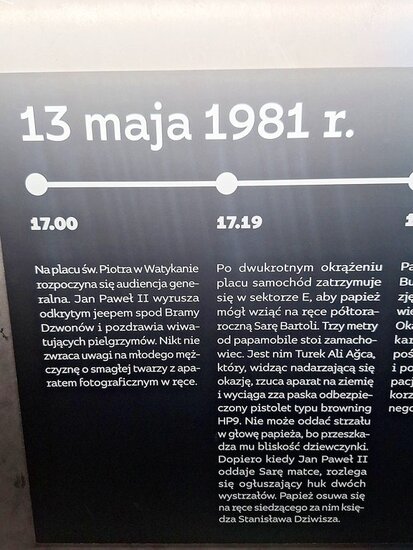 13 maja 1981 r.
17.00
Na placu św. Piotra w Watykanie
rozpoczyna się audiencja gene-
ralna. Jan Paweł II wyrusza
odkrytym jeepem spod Bramy
Dzwonów i pozdrawia wiwa-
tujących pielgrzymów. Nikt nie
zwraca uwagi na młodego męż-
czyznę o smagłej twarzy z apa-
ratem fotograficznym w ręce.
17.19
Po dwukrotnym okrążeniu
placu samochód zatrzymuje
się w sektorze E, aby papież
mógł wziąć na ręce półtora-
roczną Sarę Bartoli. Trzy metry
od papamobile stoi zamacho-
wiec. Jest nim Turek Ali Ağca,
który, widząc nadarzającą się
okazję, rzuca aparat na ziemię
i wyciąga zza paska odbezpie-
czony pistolet typu browning
HP9. Nie może oddać strzału
w głowę papieża, bo przeszka-
dza mu bliskość dziewczynki.
Dopiero kiedy Jan Paweł II
oddaje Sarę matce, rozlega
się ogłuszający huk dwóch
wystrzałów. Papież osuwa się
na ręce siedzącego za nim księ-
dza Stanisława Dziwisza.